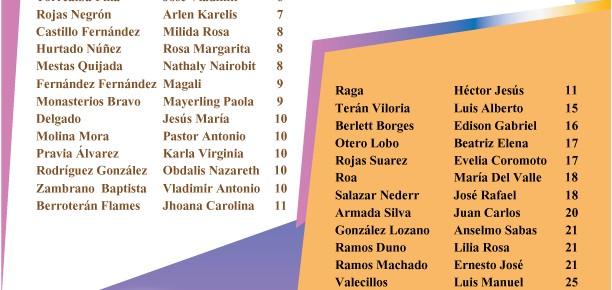 Rojas Negrón Arlen Karelis 7
Castillo Fernández Milida Rosa 8
Hurtado Núñez Rosa Margarita 8
Mestas Quijada Nathaly Nairobit 8
Fernández Fernández Magali 9
Monasterios Bravo Mayerling Paola 9
Delgado Jesús María 10
Molina Mora Pastor Antonio 10
Pravia Álvarez Karla Virginia 10
Rodríguez González Obdalis Nazareth 10
Zambrano Baptista Vladimir Antonio 10
Berroterán Flames Jhoana Carolina 11
Raga Héctor Jesús 11
Terán Viloria Luis Alberto 15
Berlett Borges Edison Gabriel 16
Otero Lobo Beatriz Elena 17
Rojas Suarez Evelia Coromoto 17
Roa María Del Valle 18
Salazar Nederr José Rafael 18
Armada Silva Juan Carlos 20
González Lozano Anselmo Sabas 21
Ramos Duno Lilia Rosa 21
Ramos Machado Ernesto José 21
Valecillos Luis Manuel 25